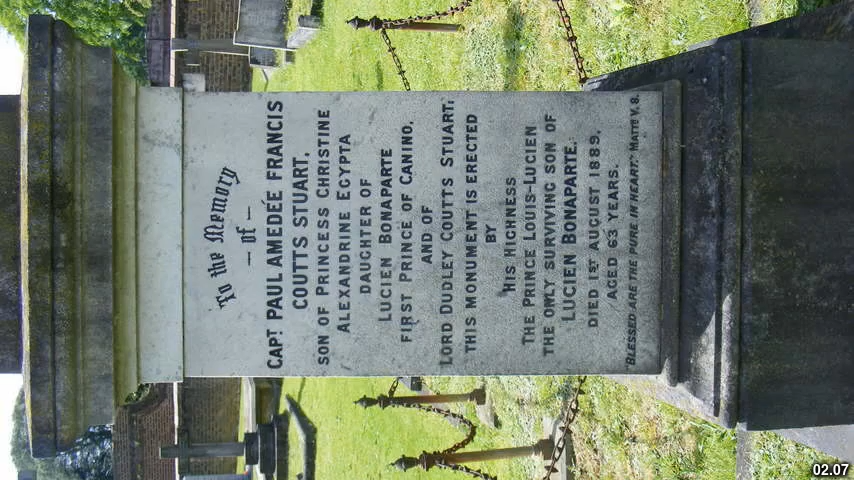 To the Memory
— of —
CAPT PAUL AMEDÉE FRANCIS
COUTTS STUART,
SON OF PRINCESS CHRISTINE
ALEXANDRINE EGYPTA
DAUGHTER OF
LUCIEN BONAPARTE
FIRST PRINCE OF CANINO,
AND OF
LORD DUDLEY COUTTS STUART;
THIS MONUMENT IS ERECTED
BY
HIS HIGHNESS
THE PRINCE LOUIS-LUCIEN
THE ONLY SURVIVING SON OF
LUCIEN BONAPARTE.
DIED 1ST AUGUST 1889,
AGED 63 YEARS.
BLESSED ARE THE PURE IN HEART." MATTW V. 8.
02.07